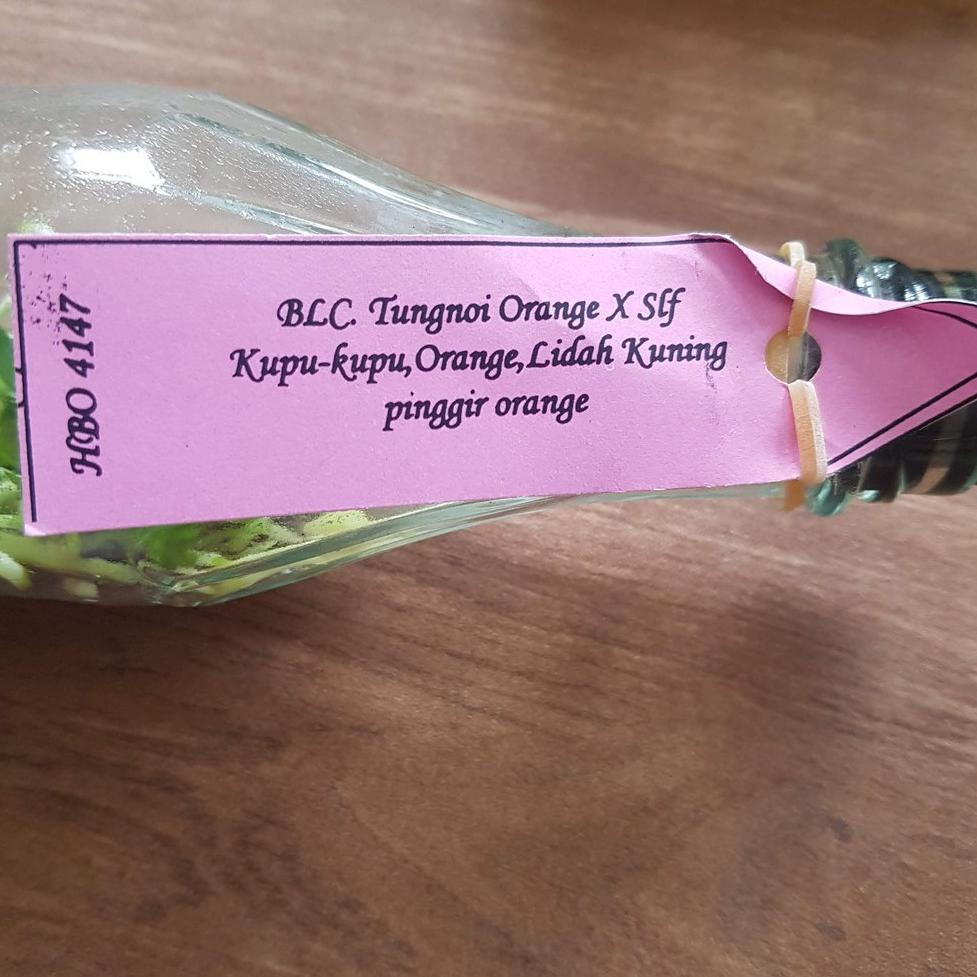 BLC. Tungnoi Orange X Slf
Kupu-kupu,Orange,Lidah Kuning
pinggir orange
HBO 4147